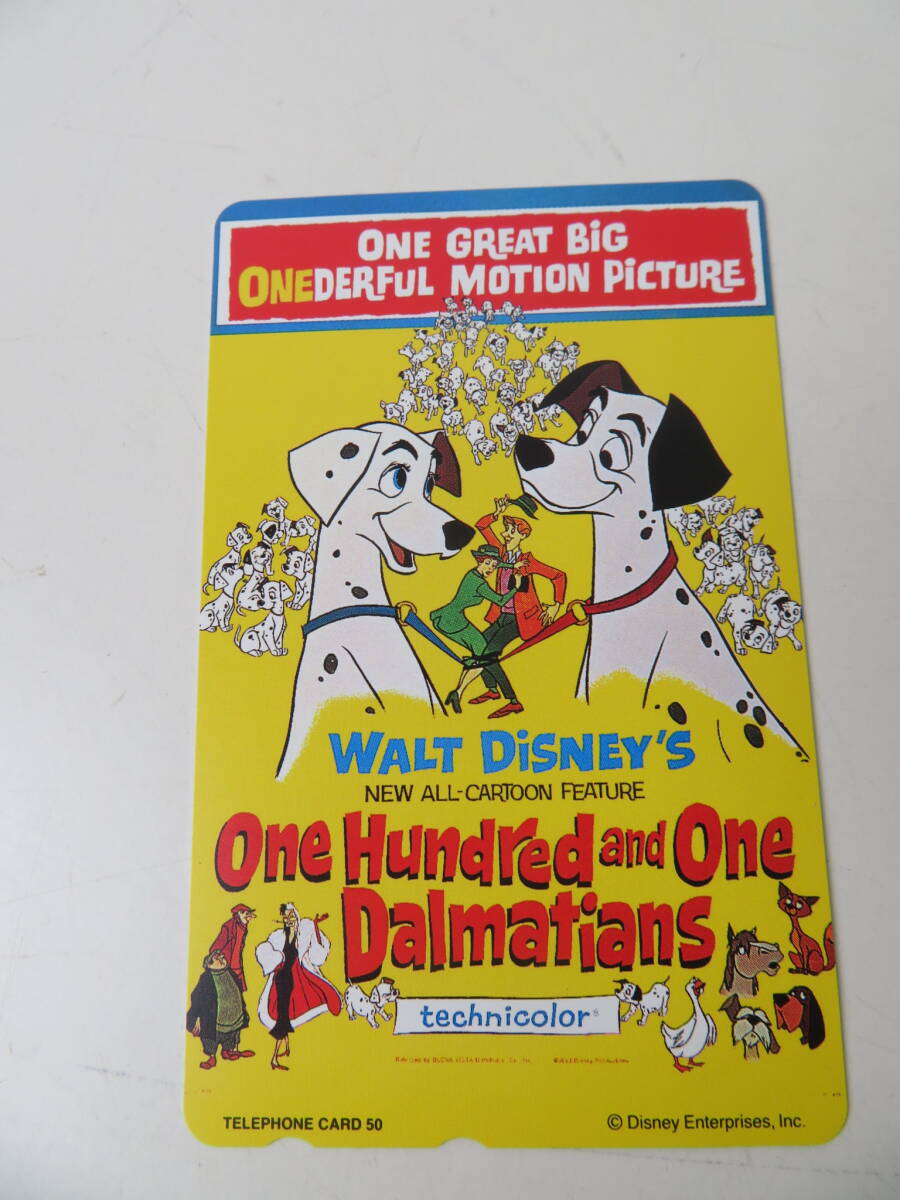 ONE GREAT BIG
ONEDERFUL MOTION PICTURE
WALT DISNEY'S
NEW ALL-CARTOON FEATURE
One Hundred and One
Dalmatians
technicolor®
TELEPHONE CARD 50
© Disney Enterprises, Inc.